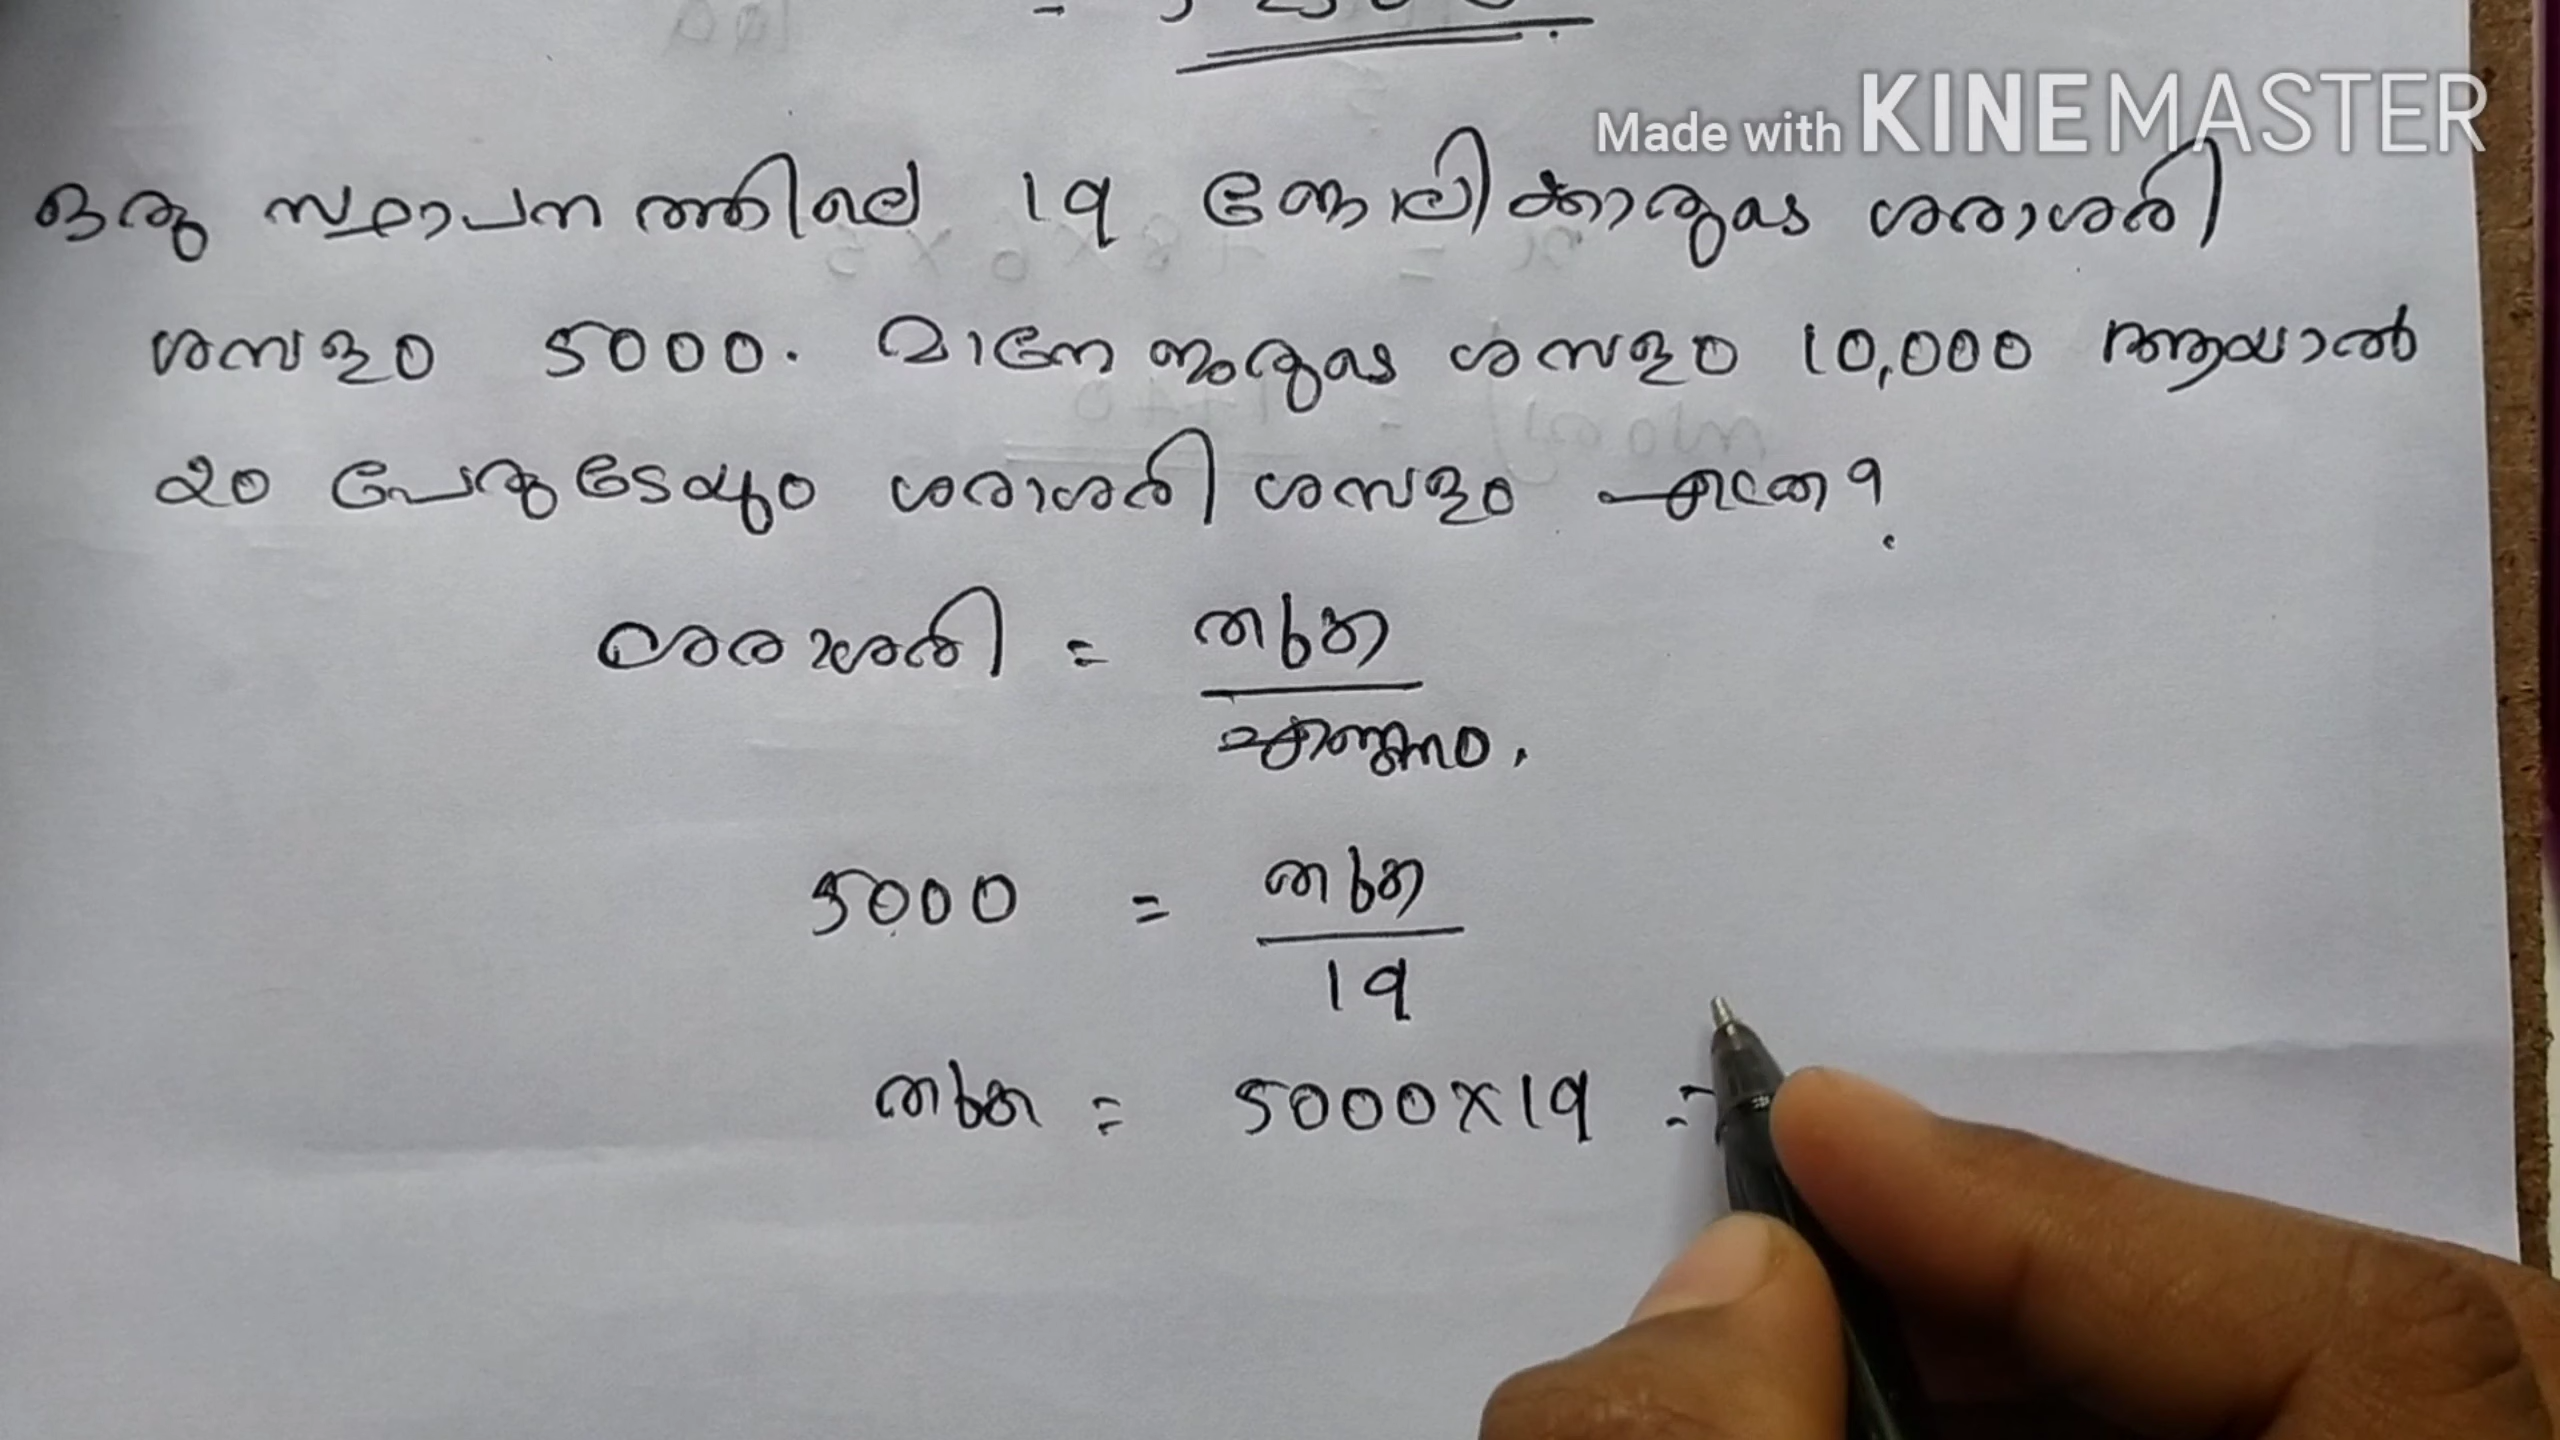 Made with KINEMASTER
ഒരു സ്ഥാപനത്തിലെ 19 ജോലിക്കാരുടെ ശരാശരി
ശമ്പളം 5000. മാനേജരുടെ ശമ്പളം 10,000 ആയാൽ
20 പേരുടേയും ശരാശരി ശമ്പളം എത്ര?
ശരാശരി = തുക
എണ്ണം.
5000 = തുക
19
തുക = 5000×19 =